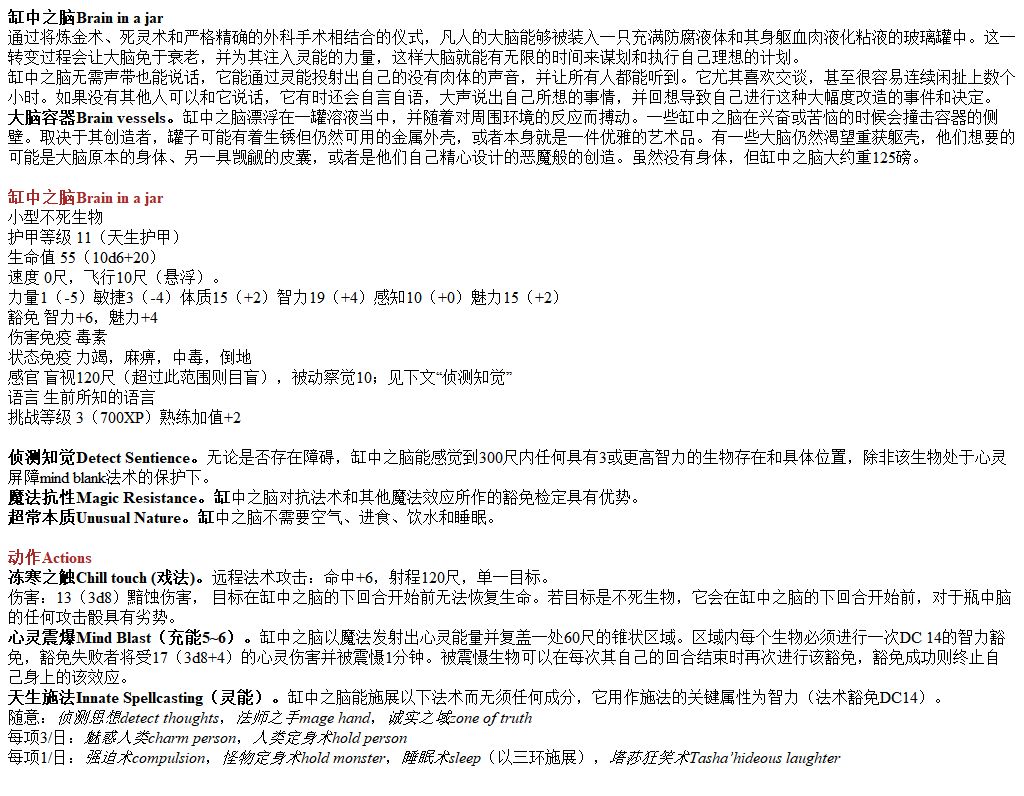 缸中之脑Brain in a jar
通过将炼金术、死灵术和严格精确的外科手术相结合的仪式，凡人的大脑能够被装入一只充满防腐液体和其身躯血肉液化粘液的玻璃罐中。这一
转变过程会让大脑免于衰老，并为其注入灵能的力量，这样大脑就能有无限的时间来谋划和执行自己理想的计划。
缸中之脑无需声带也能说话，它能通过灵能投射出自己的没有肉体的声音，并让所有人都能听到。它尤其喜欢交谈，甚至很容易连续闲扯上数个
小时。如果没有其他人可以和它说话，它有时还会自言自语，大声说出自己所想的事情，并回想导致自己进行这种大幅度改造的事件和决定。
大脑容器Brain vessels。缸中之脑漂浮在一罐溶液当中，并随着对周围环境的反应而搏动。一些缸中之脑在兴奋或苦恼的时候会撞击容器的侧
壁。取决于其创造者，罐子可能有着生锈但仍然可用的金属外壳，或者本身就是一件优雅的艺术品。有一些大脑仍然渴望重获躯壳，他们想要的
可能是大脑原本的身体、另一具觊觎的皮囊，或者是他们自己精心设计的恶魔般的创造。虽然没有身体，但缸中之脑大约重125磅。
缸中之脑Brain in a jar
小型不死生物
护甲等级 11（天生护甲）
生命值 55（10d6+20）
速度 0尺，飞行10尺（悬浮）。
力量1（-5）敏捷3（-4）体质15（+2）智力19（+4）感知10（+0）魅力15（+2）
豁免 智力+6，魅力+4
伤害免疫 毒素
状态免疫 力竭，麻痹，中毒，倒地
感官 盲视120尺（超过此范围则目盲），被动察觉10；见下文“侦测知觉”
语言 生前所知的语言
挑战等级 3（700XP）熟练加值+2
侦测知觉Detect Sentience。无论是否存在障碍，缸中之脑能感觉到300尺内任何具有3或更高智力的生物存在和具体位置，除非该生物处于心灵
屏障mind blank法术的保护下。
魔法抗性Magic Resistance。缸中之脑对抗法术和其他魔法效应所作的豁免检定具有优势。
超常本质Unusual Nature。缸中之脑不需要空气、进食、饮水和睡眠。
动作Actions
冻寒之触Chill touch (戏法)。远程法术攻击：命中+6，射程120尺，单一目标。
伤害：13（3d8）黯蚀伤害， 目标在缸中之脑的下回合开始前无法恢复生命。若目标是不死生物，它会在缸中之脑的下回合开始前，对于瓶中脑
的任何攻击骰具有劣势。
心灵震爆Mind Blast（充能5~6）。缸中之脑以魔法发射出心灵能量并复盖一处60尺的锥状区域。区域内每个生物必须进行一次DC 14的智力豁
免，豁免失败者将受17（3d8+4）的心灵伤害并被震慑1分钟。被震慑生物可以在每次其自己的回合结束时再次进行该豁免，豁免成功则终止自
己身上的该效应。
天生施法Innate Spellcasting（灵能）。缸中之脑能施展以下法术而无须任何成分，它用作施法的关键属性为智力（法术豁免DC14）。
随意：侦测思想detect thoughts，法师之手mage hand，诚实之域zone of truth
每项3/日：魅惑人类charm person，人类定身术hold person
每项1/日：强迫术compulsion，怪物定身术hold monster，睡眠术sleep（以三环施展），塔莎狂笑术Tasha’hideous laughter